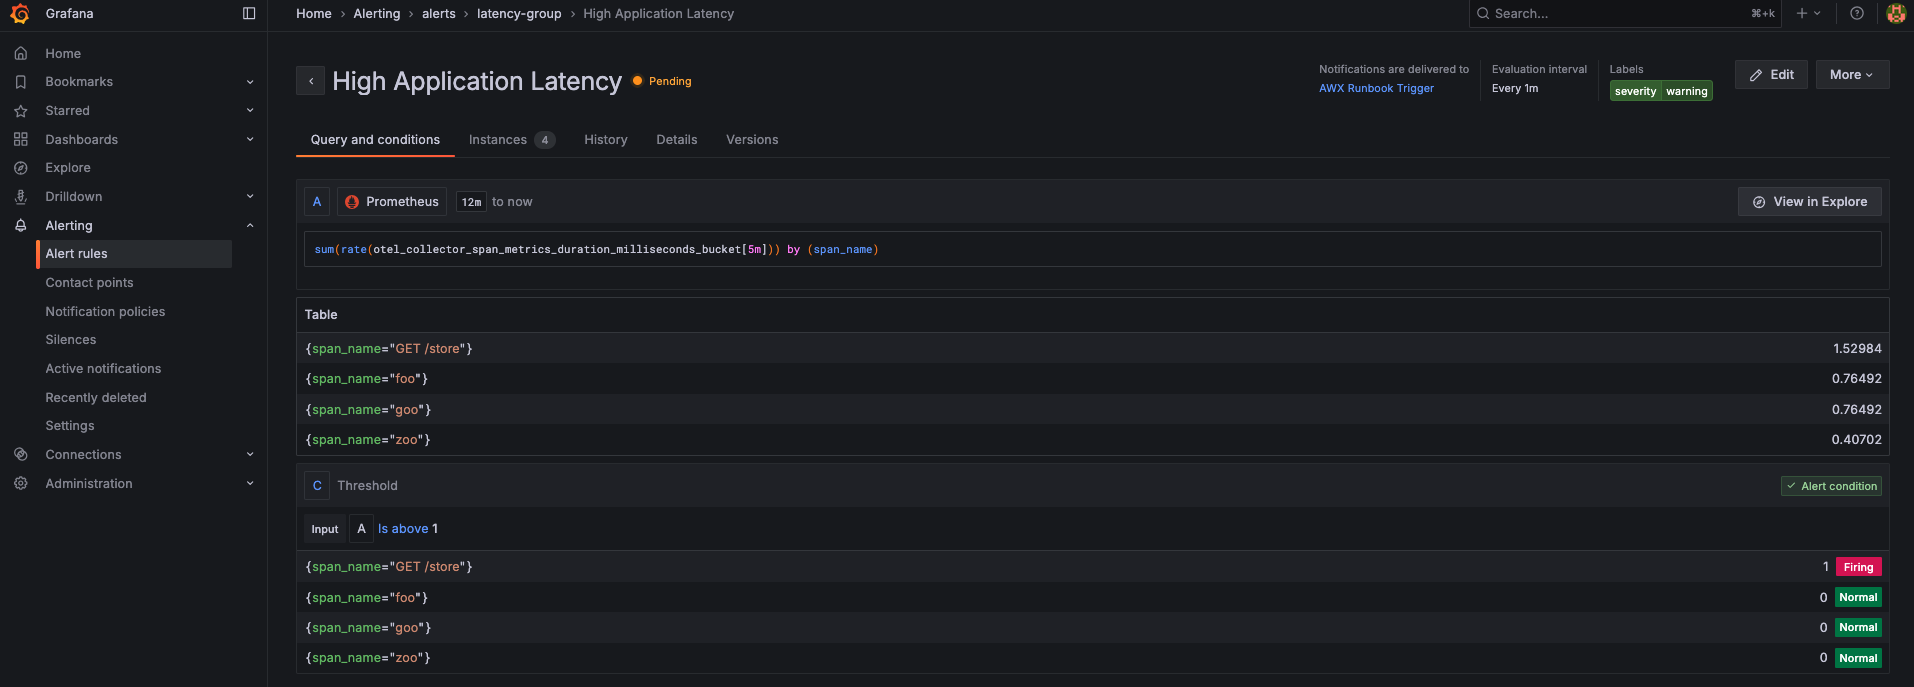 Grafana
Home › Alerting › alerts › latency-group › High Application Latency
Search...
⌘+k
Home
Bookmarks
Starred
Dashboards
Explore
Drilldown
Alerting
Alert rules
Contact points
Notification policies
Silences
Active notifications
Recently deleted
Settings
Connections
Administration
High Application Latency
Pending
Notifications are delivered to
AWX Runbook Trigger
Evaluation interval
Every 1m
Labels
severity warning
Edit
More
Query and conditions Instances 4 History Details Versions
A Prometheus 12m to now
View in Explore
sum(rate(otel_collector_span_metrics_duration_milliseconds_bucket[5m])) by (span_name)
Table
{span_name="GET /store"} 1.52984
{span_name="foo"} 0.76492
{span_name="goo"} 0.76492
{span_name="zoo"} 0.40702
C Threshold
Alert condition
Input A Is above 1
{span_name="GET /store"} 1 Firing
{span_name="foo"} 0 Normal
{span_name="goo"} 0 Normal
{span_name="zoo"} 0 Normal